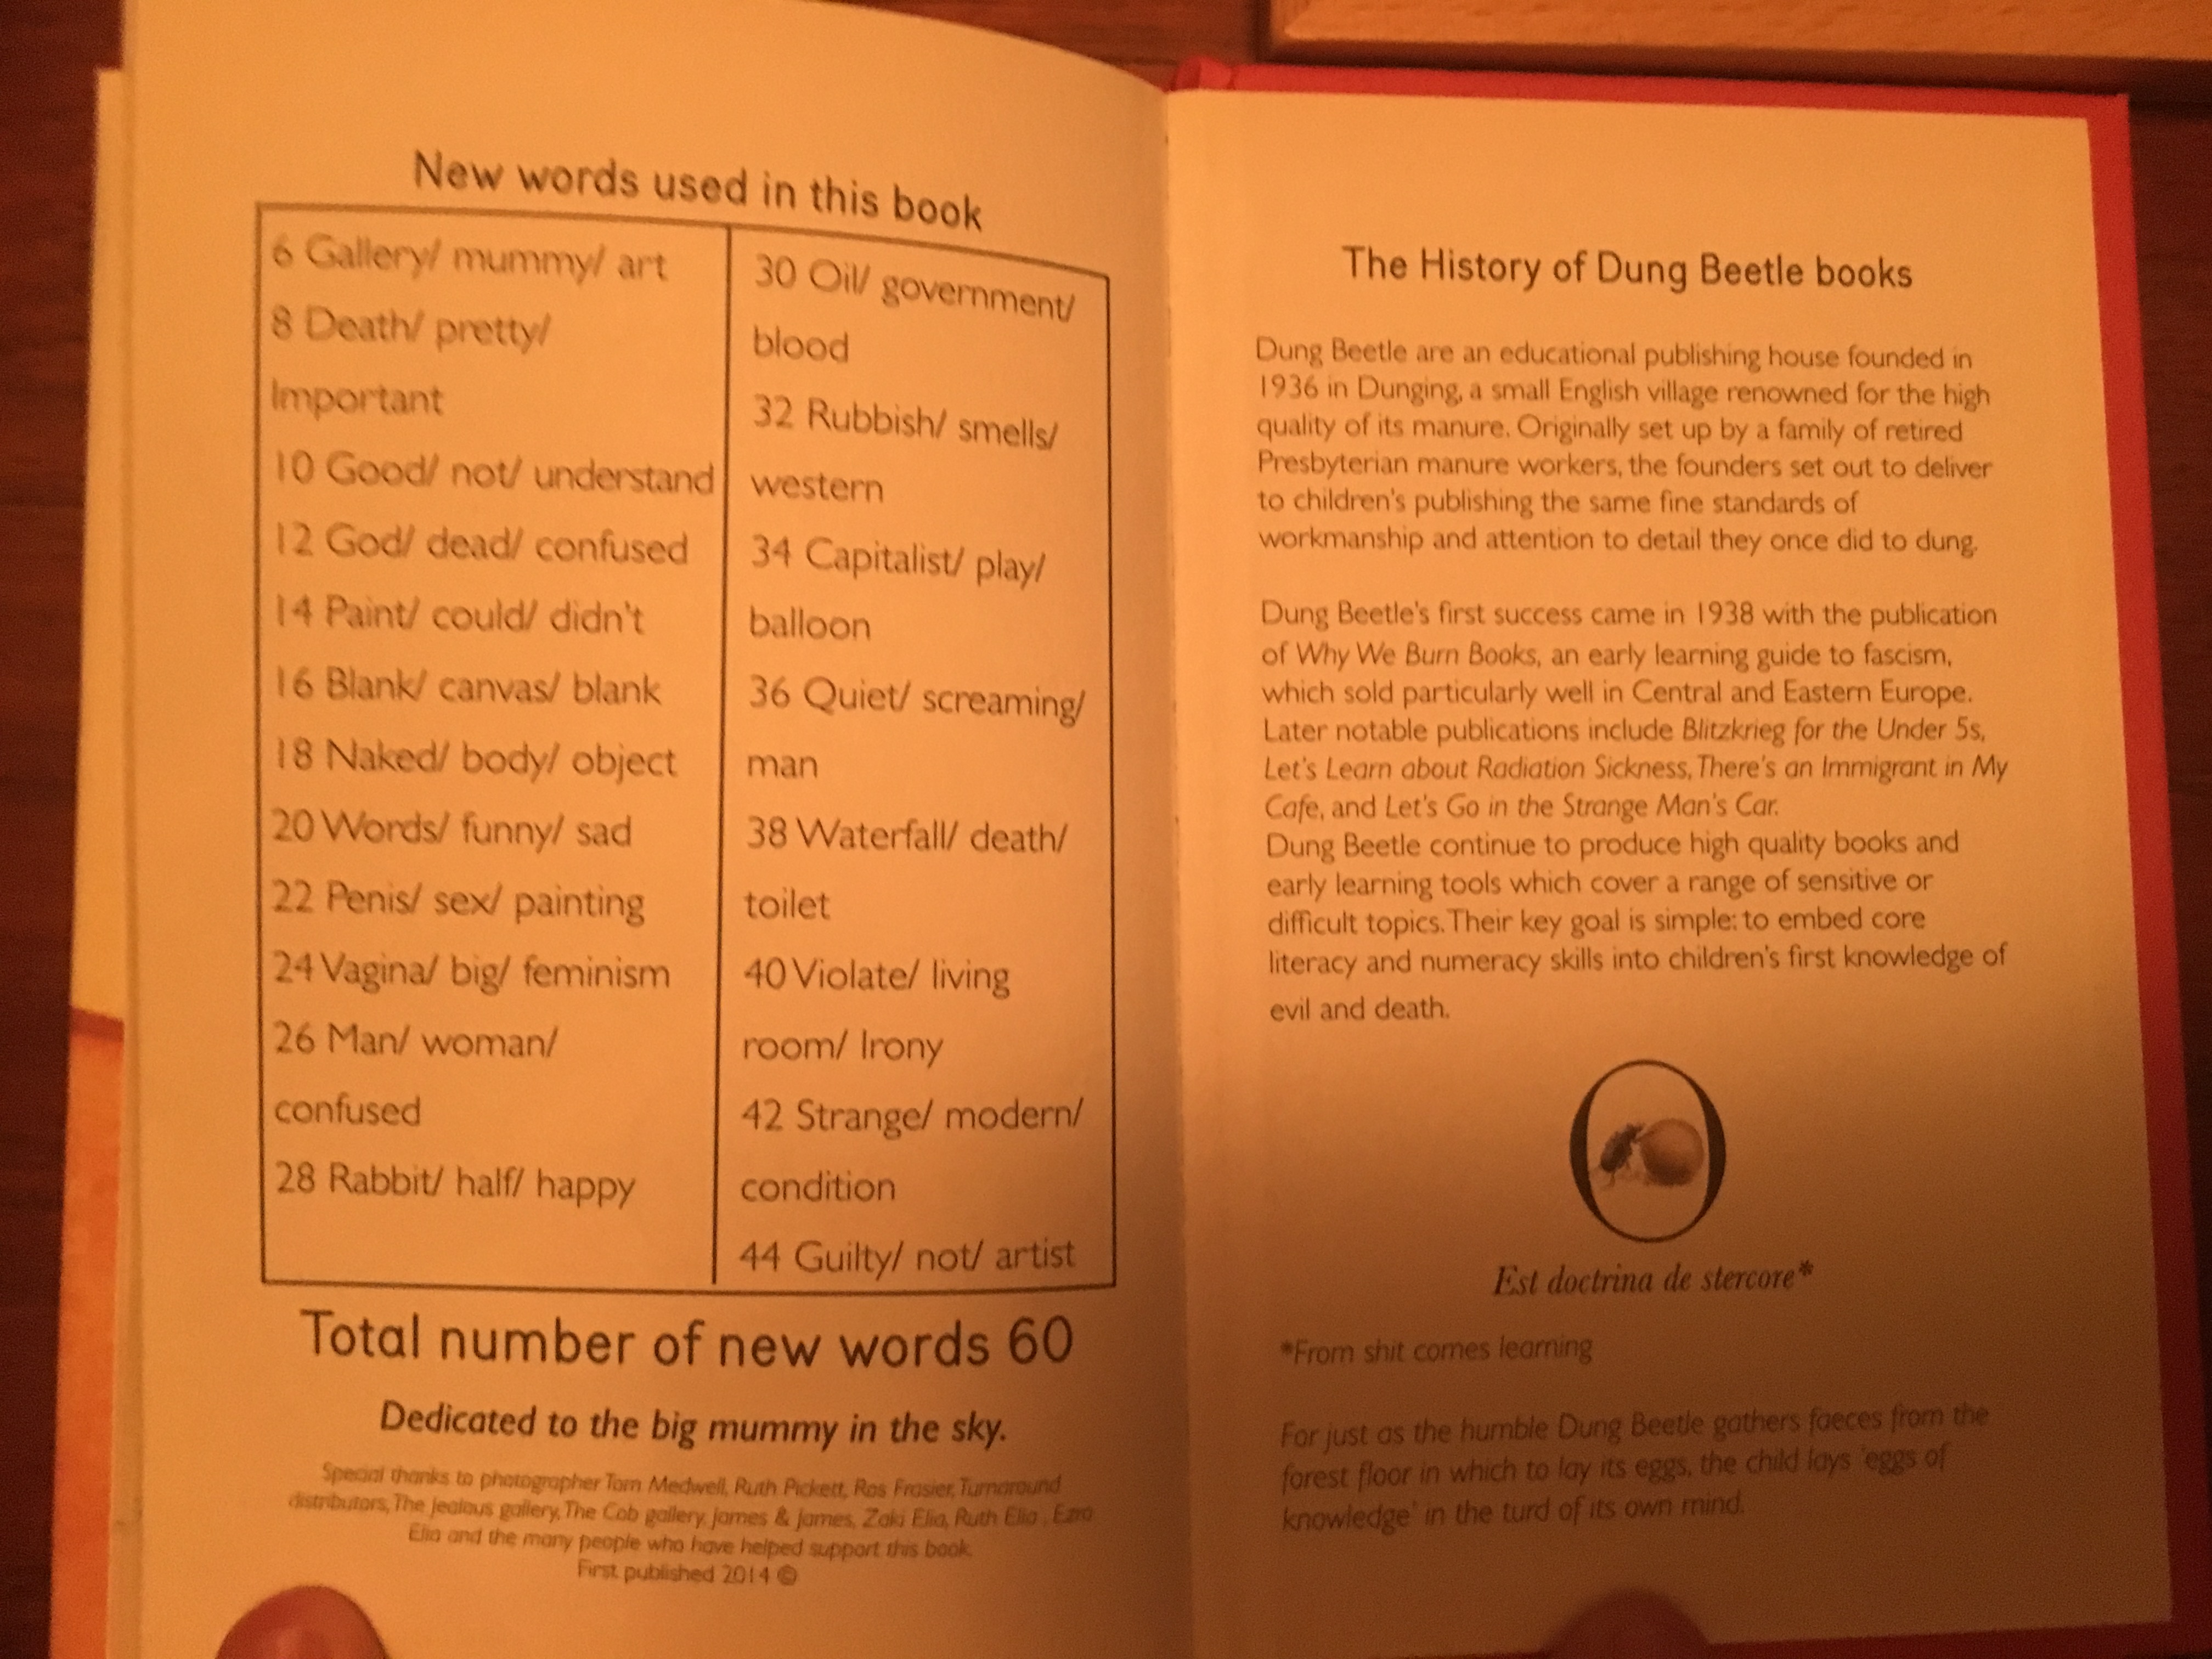 New words used in this book
6 Gallery/ mummy/ art
8 Death/ pretty/
Important
10 Good/ not/ understand
12 God/ dead/ confused
14 Paint/ could/ didn't
16 Blank/ canvas/ blank
18 Naked/ body/ object
20 Words/ funny/ sad
22 Penis/ sex/ painting
24 Vagina/ big/ feminism
26 Man/ woman/
confused
28 Rabbit/ half/ happy
30 Oil/ government/
blood
32 Rubbish/ smells/
western
34 Capitalist/ play/
balloon
36 Quiet/ screaming/
man
38 Waterfall/ death/
toilet
40 Violate/ living
room/ Irony
42 Strange/ modern/
condition
44 Guilty/ not/ artist
Total number of new words 60
Dedicated to the big mummy in the sky.
Special thanks to photographer Tom Medwell, Ruth Pickett, Ros Frasier, Turnaround
distributors, The Jealous gallery, The Cob gallery, james & James, Zaki Elia, Ruth Elia , Ezra
Elia and the many people who have helped support this book.
First published 2014 ©
The History of Dung Beetle books
Dung Beetle are an educational publishing house founded in
1936 in Dunging, a small English village renowned for the high
quality of its manure. Originally set up by a family of retired
Presbyterian manure workers, the founders set out to deliver
to children's publishing the same fine standards of
workmanship and attention to detail they once did to dung.
Dung Beetle's first success came in 1938 with the publication
of Why We Burn Books, an early learning guide to fascism,
which sold particularly well in Central and Eastern Europe.
Later notable publications include Blitzkrieg for the Under 5s,
Let's Learn about Radiation Sickness, There's an Immigrant in My
Cafe, and Let's Go in the Strange Man's Car.
Dung Beetle continue to produce high quality books and
early learning tools which cover a range of sensitive or
difficult topics. Their key goal is simple: to embed core
literacy and numeracy skills into children's first knowledge of
evil and death.
Est doctrina de stercore*
*From shit comes learning
For just as the humble Dung Beetle gathers faeces from the
forest floor in which to lay its eggs, the child lays 'eggs of
knowledge' in the turd of its own mind.